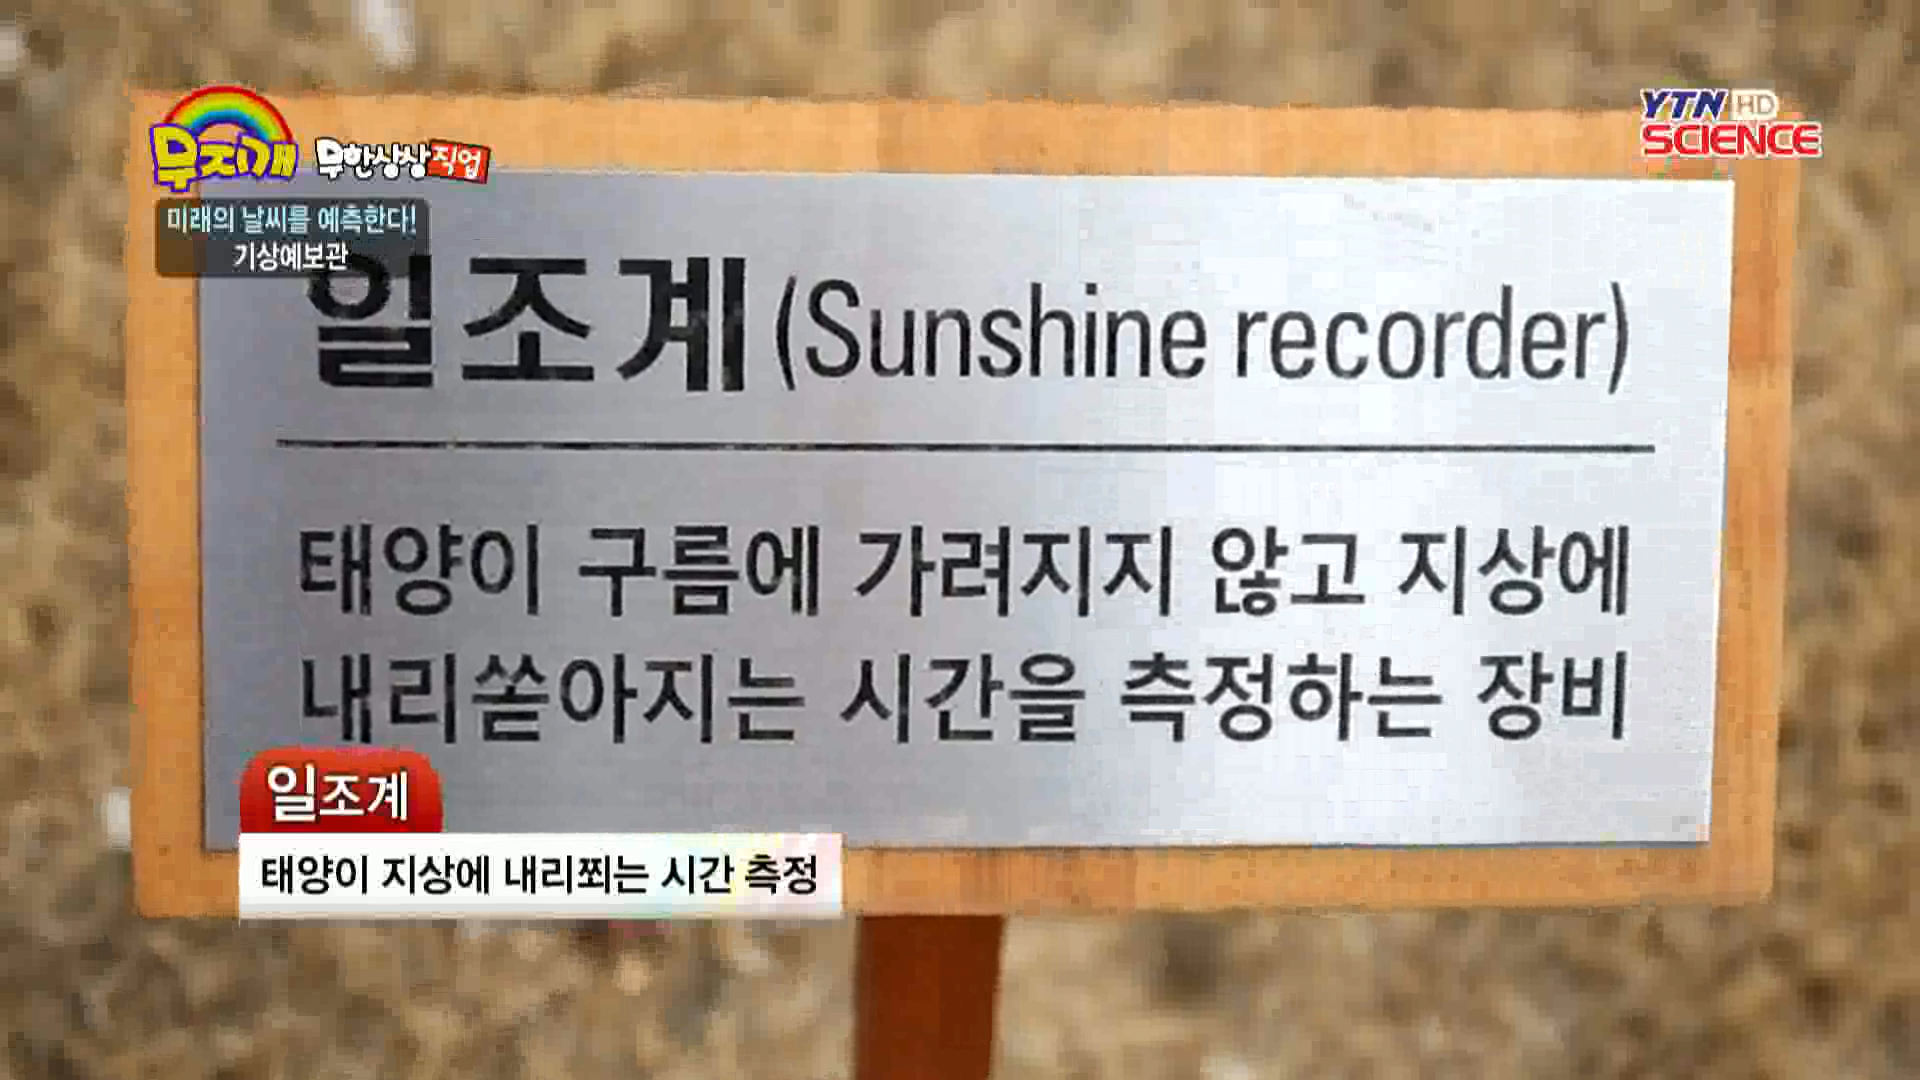 무지개 무한상상직업
YTN HD
SCIENCE
미래의 날씨를 예측한다!
기상예보관
일조계 (Sunshine recorder)
태양이 구름에 가려지지 않고 지상에
내리쏟아지는 시간을 측정하는 장비
일조계
태양이 지상에 내리쬐는 시간 측정